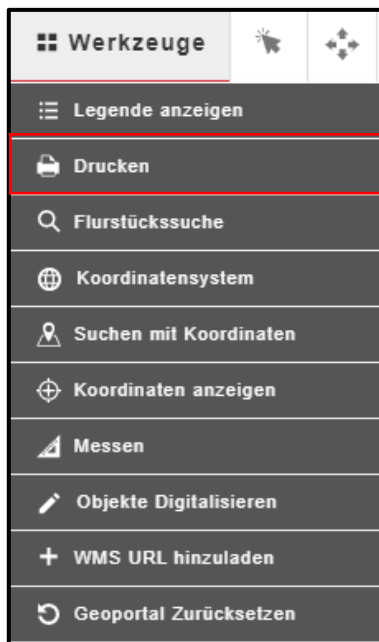 Werkzeuge
Legende anzeigen
Drucken
Flurstückssuche
Koordinatensystem
Suchen mit Koordinaten
Koordinaten anzeigen
Messen
Objekte Digitalisieren
WMS URL hinzuladen
Geoportal Zurücksetzen